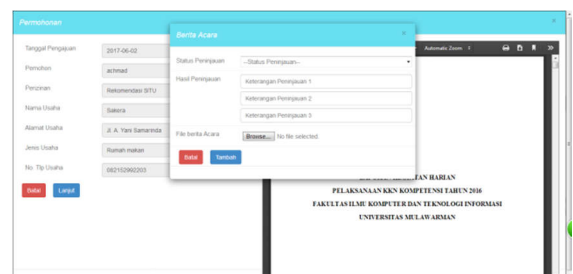 Permohonan
Tanggal Pengajuan
2017-06-02
Pemohon
achmad
Perizinan
Rekomendasi SITU
Nama Usaha
Sakera
Alamat Usaha
Jl. A. Yani Samarinda
Jenis Usaha
Rumah makan
No. Tlp Usaha
082152992203
Batal
Lanjut
Berita Acara
×
Status Peninjauan
--Status Peninjauan--
Hasil Peninjauan
Keterangan Peninjauan 1
Keterangan Peninjauan 2
Keterangan Peninjauan 3
File berita Acara
Browse... No file selected.
Batal
Tambah
Automatic Zoom
HARIAN
PELAKSANAAN KKN KOMPETENSI TAHUN 2016
FAKULTAS ILMU KOMPUTER DAN TEKNOLOGI INFORMASI
UNIVERSITAS MULAWARMAN